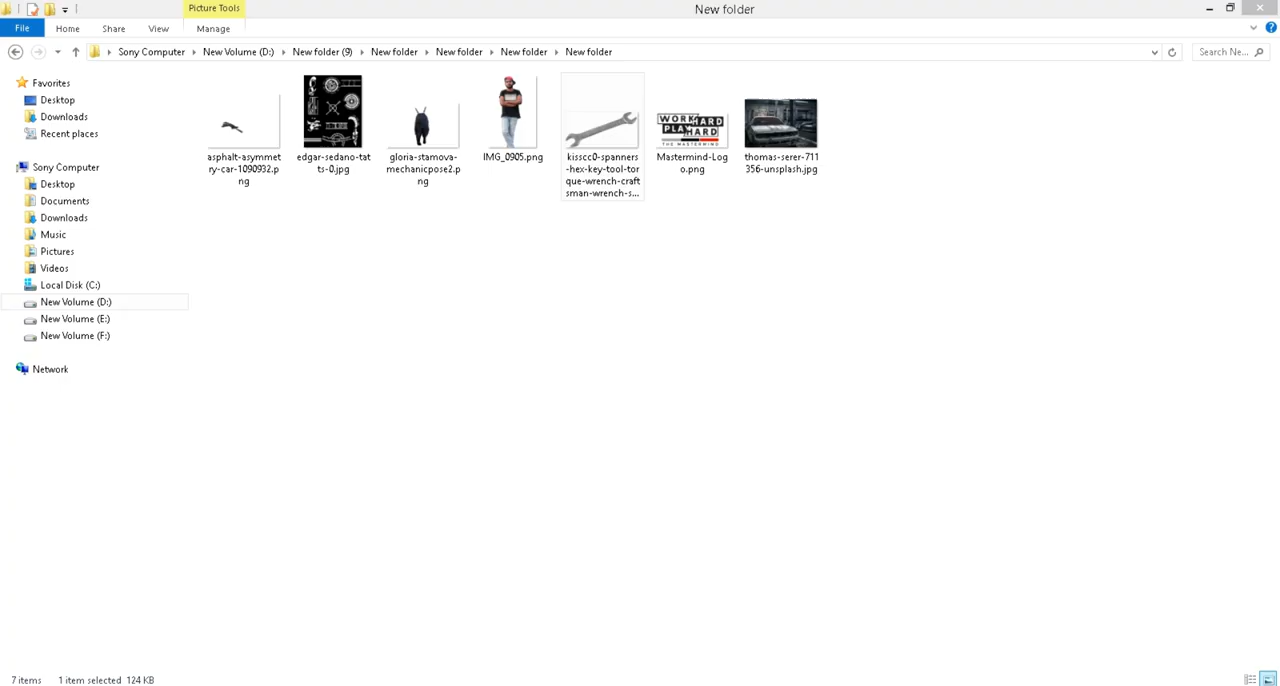 Picture Tools
New folder
File Home Share View Manage
Sony Computer New Volume (D:) New folder (9) New folder New folder New folder New folder
Search Ne...
Favorites
Desktop
Downloads
Recent places
Sony Computer
Desktop
Documents
Downloads
Music
Pictures
Videos
Local Disk (C:)
New Volume (D:)
New Volume (E:)
New Volume (F:)
Network
asphalt-asymmet
ry-car-1090932.p
ng
edgar-sedano-tat
ts-0.jpg
gloria-stamova-
mechanicpose2.p
ng
IMG_0905.png
kisscc0-spanners
-hex-key-tool-tor
que-wrench-craft
sman-wrench-s...
WORK HARD
PLAY HARD
THE MASTERMIND
Mastermind-Log
o.png
thomas-serer-711
356-unsplash.jpg
7 items 1 item selected 124 KB